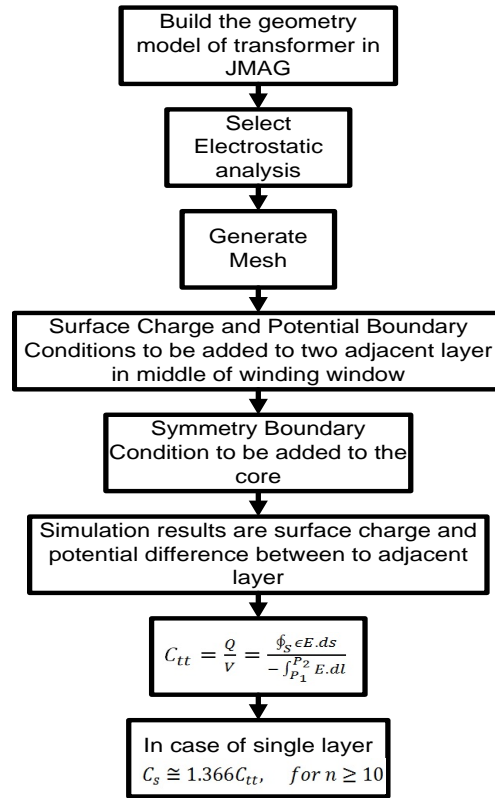 Build the geometry
model of transformer in
JMAG
Select
Electrostatic
analysis
Generate
Mesh
Surface Charge and Potential Boundary
Conditions to be added to two adjacent layer
in middle of winding window
Symmetry Boundary
Condition to be added to the
core
Simulation results are surface charge and
potential difference between to adjacent
layer
C_{tt} = \frac{Q}{V} = \frac{\oint_S \epsilon E.ds}{-\int_{P_1}^{P_2} E.dl}
In case of single layer
C_s ≅ 1.366C_{tt}, for n ≥ 10